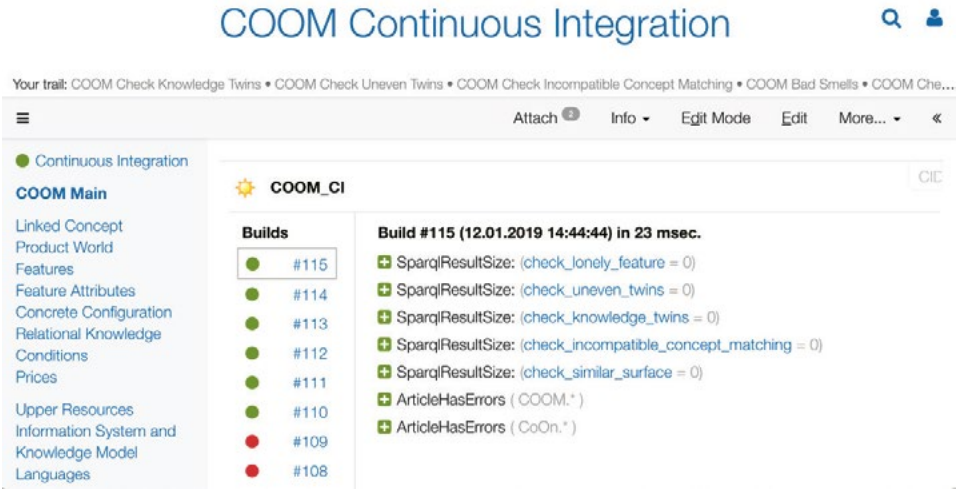 COOM Continuous Integration
Your trail: COOM Check Knowledge Twins • COOM Check Uneven Twins • COOM Check Incompatible Concept Matching • COOM Bad Smells • COOM Che...
Attach 2 Info Edit Mode Edit More... «
Continuous Integration
COOM Main
Linked Concept
Product World
Features
Feature Attributes
Concrete Configuration
Relational Knowledge
Conditions
Prices
Upper Resources
Information System and
Knowledge Model
Languages
COOM_CI
CID
Builds
#115
#114
#113
#112
#111
#110
#109
#108
Build #115 (12.01.2019 14:44:44) in 23 msec.
SparqlResultSize: (check_lonely_feature = 0)
SparqlResultSize: (check_uneven_twins = 0)
SparqlResultSize: (check_knowledge_twins = 0)
SparqlResultSize: (check_incompatible_concept_matching = 0)
SparqlResultSize: (check_similar_surface = 0)
ArticleHasErrors ( COOM.* )
ArticleHasErrors ( CoOn.* )